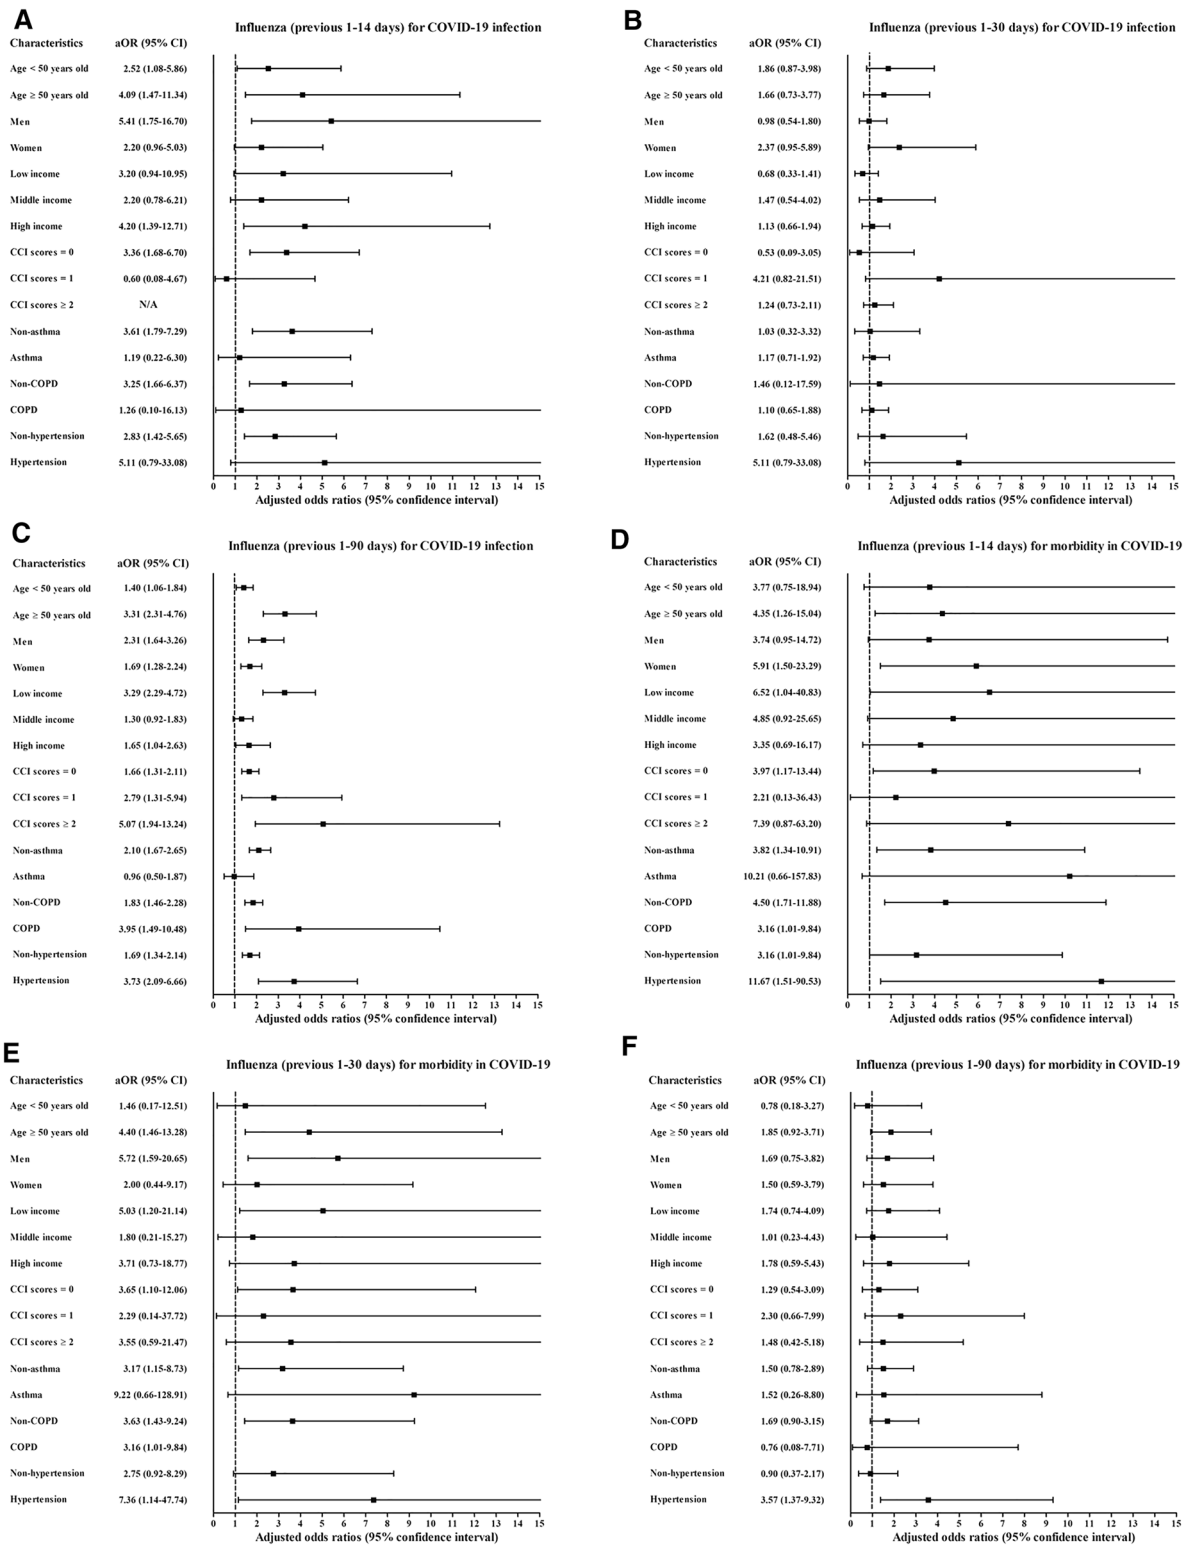 A
Influenza (previous 1-14 days) for COVID-19 infection
Characteristics aOR (95% CI)
Age < 50 years old 2.52 (1.08-5.86)
Age ≥ 50 years old 4.09 (1.47-11.34)
Men 5.41 (1.75-16.70)
Women 2.20 (0.96-5.03)
Low income 3.20 (0.94-10.95)
Middle income 2.20 (0.78-6.21)
High income 4.20 (1.39-12.71)
CCI scores = 0 3.36 (1.68-6.70)
CCI scores = 1 0.60 (0.08-4.67)
CCI scores ≥ 2 N/A
Non-asthma 3.61 (1.79-7.29)
Asthma 1.19 (0.22-6.30)
Non-COPD 3.25 (1.66-6.37)
COPD 1.26 (0.10-16.13)
Non-hypertension 2.83 (1.42-5.65)
Hypertension 5.11 (0.79-33.08)
0 1 2 3 4 5 6 7 8 9 10 11 12 13 14 15
Adjusted odds ratios (95% confidence interval)
B
Influenza (previous 1-30 days) for COVID-19 infection
Characteristics aOR (95% CI)
Age < 50 years old 1.86 (0.87-3.98)
Age ≥ 50 years old 1.66 (0.73-3.77)
Men 0.98 (0.54-1.80)
Women 2.37 (0.95-5.89)
Low income 0.68 (0.33-1.41)
Middle income 1.47 (0.54-4.02)
High income 1.13 (0.66-1.94)
CCI scores = 0 0.53 (0.09-3.05)
CCI scores = 1 4.21 (0.82-21.51)
CCI scores ≥ 2 1.24 (0.73-2.11)
Non-asthma 1.03 (0.32-3.32)
Asthma 1.17 (0.71-1.92)
Non-COPD 1.46 (0.12-17.59)
COPD 1.10 (0.65-1.88)
Non-hypertension 1.62 (0.48-5.46)
Hypertension 5.11 (0.79-33.08)
0 1 2 3 4 5 6 7 8 9 10 11 12 13 14 15
Adjusted odds ratios (95% confidence interval)
C
Influenza (previous 1-90 days) for COVID-19 infection
Characteristics aOR (95% CI)
Age < 50 years old 1.40 (1.06-1.84)
Age ≥ 50 years old 3.31 (2.31-4.76)
Men 2.31 (1.64-3.26)
Women 1.69 (1.28-2.24)
Low income 3.29 (2.29-4.72)
Middle income 1.30 (0.92-1.83)
High income 1.65 (1.04-2.63)
CCI scores = 0 1.66 (1.31-2.11)
CCI scores = 1 2.79 (1.31-5.94)
CCI scores ≥ 2 5.07 (1.94-13.24)
Non-asthma 2.10 (1.67-2.65)
Asthma 0.96 (0.50-1.87)
Non-COPD 1.83 (1.46-2.28)
COPD 3.95 (1.49-10.48)
Non-hypertension 1.69 (1.34-2.14)
Hypertension 3.73 (2.09-6.66)
0 1 2 3 4 5 6 7 8 9 10 11 12 13 14 15
Adjusted odds ratios (95% confidence interval)
D
Influenza (previous 1-14 days) for morbidity in COVID-19
Characteristics aOR (95% CI)
Age < 50 years old 3.77 (0.75-18.94)
Age ≥ 50 years old 4.35 (1.26-15.04)
Men 3.74 (0.95-14.72)
Women 5.91 (1.50-23.29)
Low income 6.52 (1.04-40.83)
Middle income 4.85 (0.92-25.65)
High income 3.35 (0.69-16.17)
CCI scores = 0 3.97 (1.17-13.44)
CCI scores = 1 2.21 (0.13-36.43)
CCI scores ≥ 2 7.39 (0.87-63.20)
Non-asthma 3.82 (1.34-10.91)
Asthma 10.21 (0.66-157.83)
Non-COPD 4.50 (1.71-11.88)
COPD 3.16 (1.01-9.84)
Non-hypertension 3.16 (1.01-9.84)
Hypertension 11.67 (1.51-90.53)
0 1 2 3 4 5 6 7 8 9 10 11 12 13 14 15
Adjusted odds ratios (95% confidence interval)
E
Influenza (previous 1-30 days) for morbidity in COVID-19
Characteristics aOR (95% CI)
Age < 50 years old 1.46 (0.17-12.51)
Age ≥ 50 years old 4.40 (1.46-13.28)
Men 5.72 (1.59-20.65)
Women 2.00 (0.44-9.17)
Low income 5.03 (1.20-21.14)
Middle income 1.80 (0.21-15.27)
High income 3.71 (0.73-18.77)
CCI scores = 0 3.65 (1.10-12.06)
CCI scores = 1 2.29 (0.14-37.72)
CCI scores ≥ 2 3.55 (0.59-21.47)
Non-asthma 3.17 (1.15-8.73)
Asthma 9.22 (0.66-128.91)
Non-COPD 3.63 (1.43-9.24)
COPD 3.16 (1.01-9.84)
Non-hypertension 2.75 (0.92-8.29)
Hypertension 7.36 (1.14-47.74)
0 1 2 3 4 5 6 7 8 9 10 11 12 13 14 15
Adjusted odds ratios (95% confidence interval)
F
Influenza (previous 1-90 days) for morbidity in COVID-19
Characteristics aOR (95% CI)
Age < 50 years old 0.78 (0.18-3.27)
Age ≥ 50 years old 1.85 (0.92-3.71)
Men 1.69 (0.75-3.82)
Women 1.50 (0.59-3.79)
Low income 1.74 (0.74-4.09)
Middle income 1.01 (0.23-4.43)
High income 1.78 (0.59-5.43)
CCI scores = 0 1.29 (0.54-3.09)
CCI scores = 1 2.30 (0.66-7.99)
CCI scores ≥ 2 1.48 (0.42-5.18)
Non-asthma 1.50 (0.78-2.89)
Asthma 1.52 (0.26-8.80)
Non-COPD 1.69 (0.90-3.15)
COPD 0.76 (0.08-7.71)
Non-hypertension 0.90 (0.37-2.17)
Hypertension 3.57 (1.37-9.32)
0 1 2 3 4 5 6 7 8 9 10 11 12 13 14 15
Adjusted odds ratios (95% confidence interval)